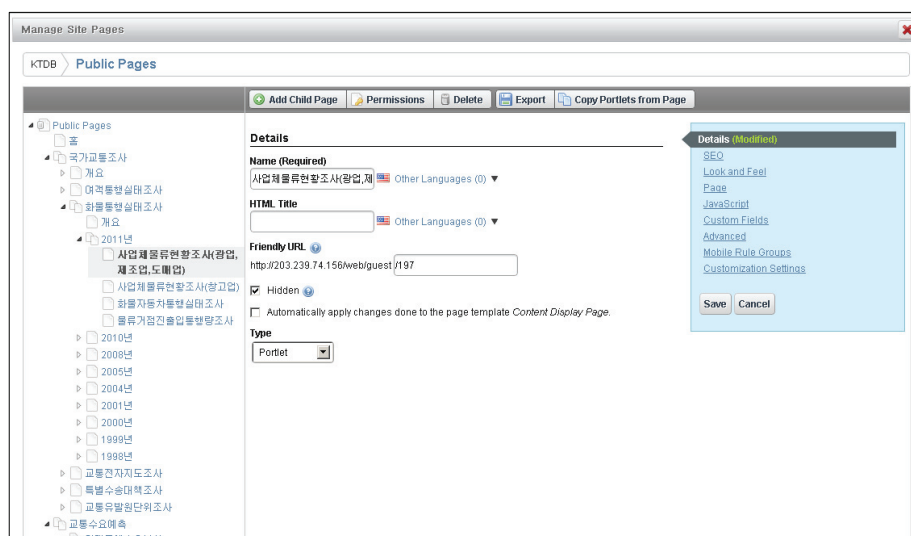 Manage Site Pages
KTDB Public Pages
Add Child Page Permissions Delete Export Copy Portlets from Page
Public Pages
홈
국가교통조사
개요
여객통행실태조사
화물통행실태조사
개요
2011년
사업체물류현황조사(광업,
제조업,도매업)
사업체물류현황조사(창고업)
화물자동차통행실태조사
물류거점진출입통행량조사
2010년
2008년
2005년
2004년
2001년
2000년
1999년
1998년
교통전자지도조사
특별수송대책조사
교통유발원단위조사
교통수요예측
Details
Name (Required)
사업체물류현황조사(광업,제 Other Languages (0)
HTML Title
Other Languages (0)
Friendly URL
http://203.239.74.156/web/guest /197
Hidden
Automatically apply changes done to the page template Content Display Page.
Type
Portlet
Details (Modified)
SEO
Look and Feel
Page
JavaScript
Custom Fields
Advanced
Mobile Rule Groups
Customization Settings
Save Cancel